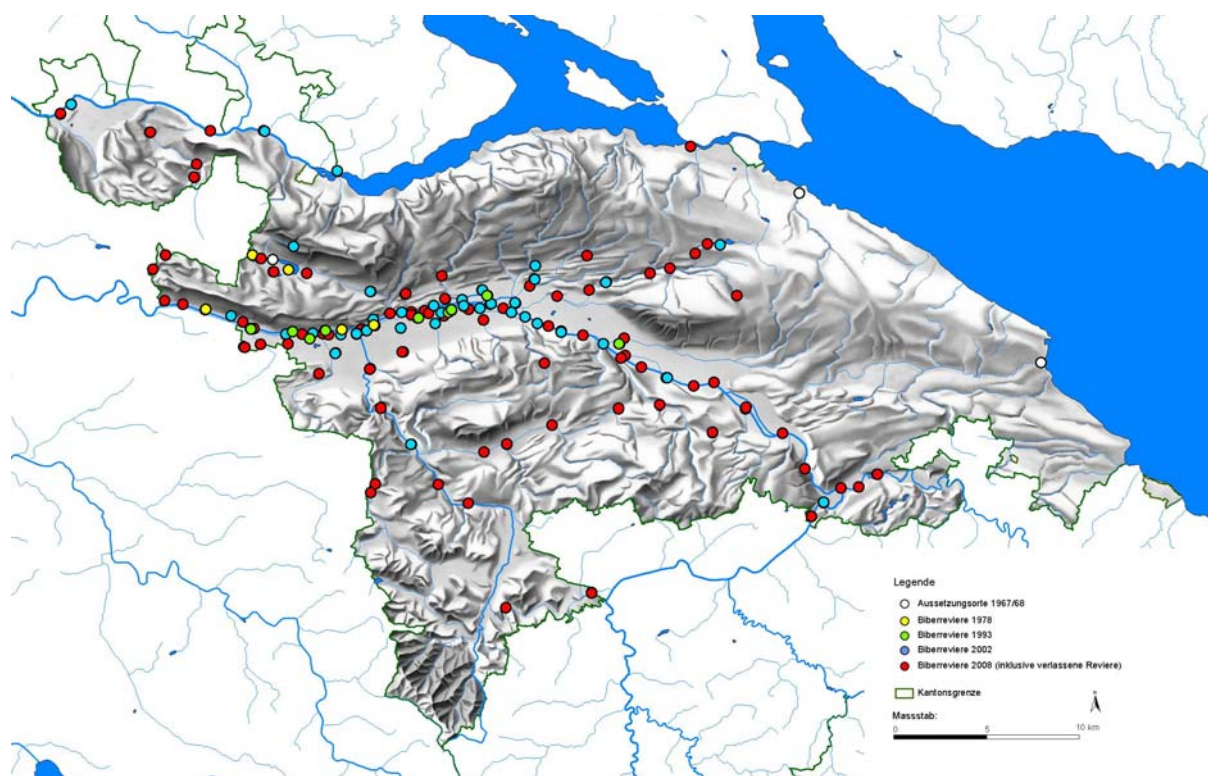 Legende
Aussetzungsorte 1967/68
Biberreviere 1978
Biberreviere 1993
Biberreviere 2002
Biberreviere 2008 (inklusive verlassene Reviere)
Kantonsgrenze
N
Massstab:
0 5 10 km